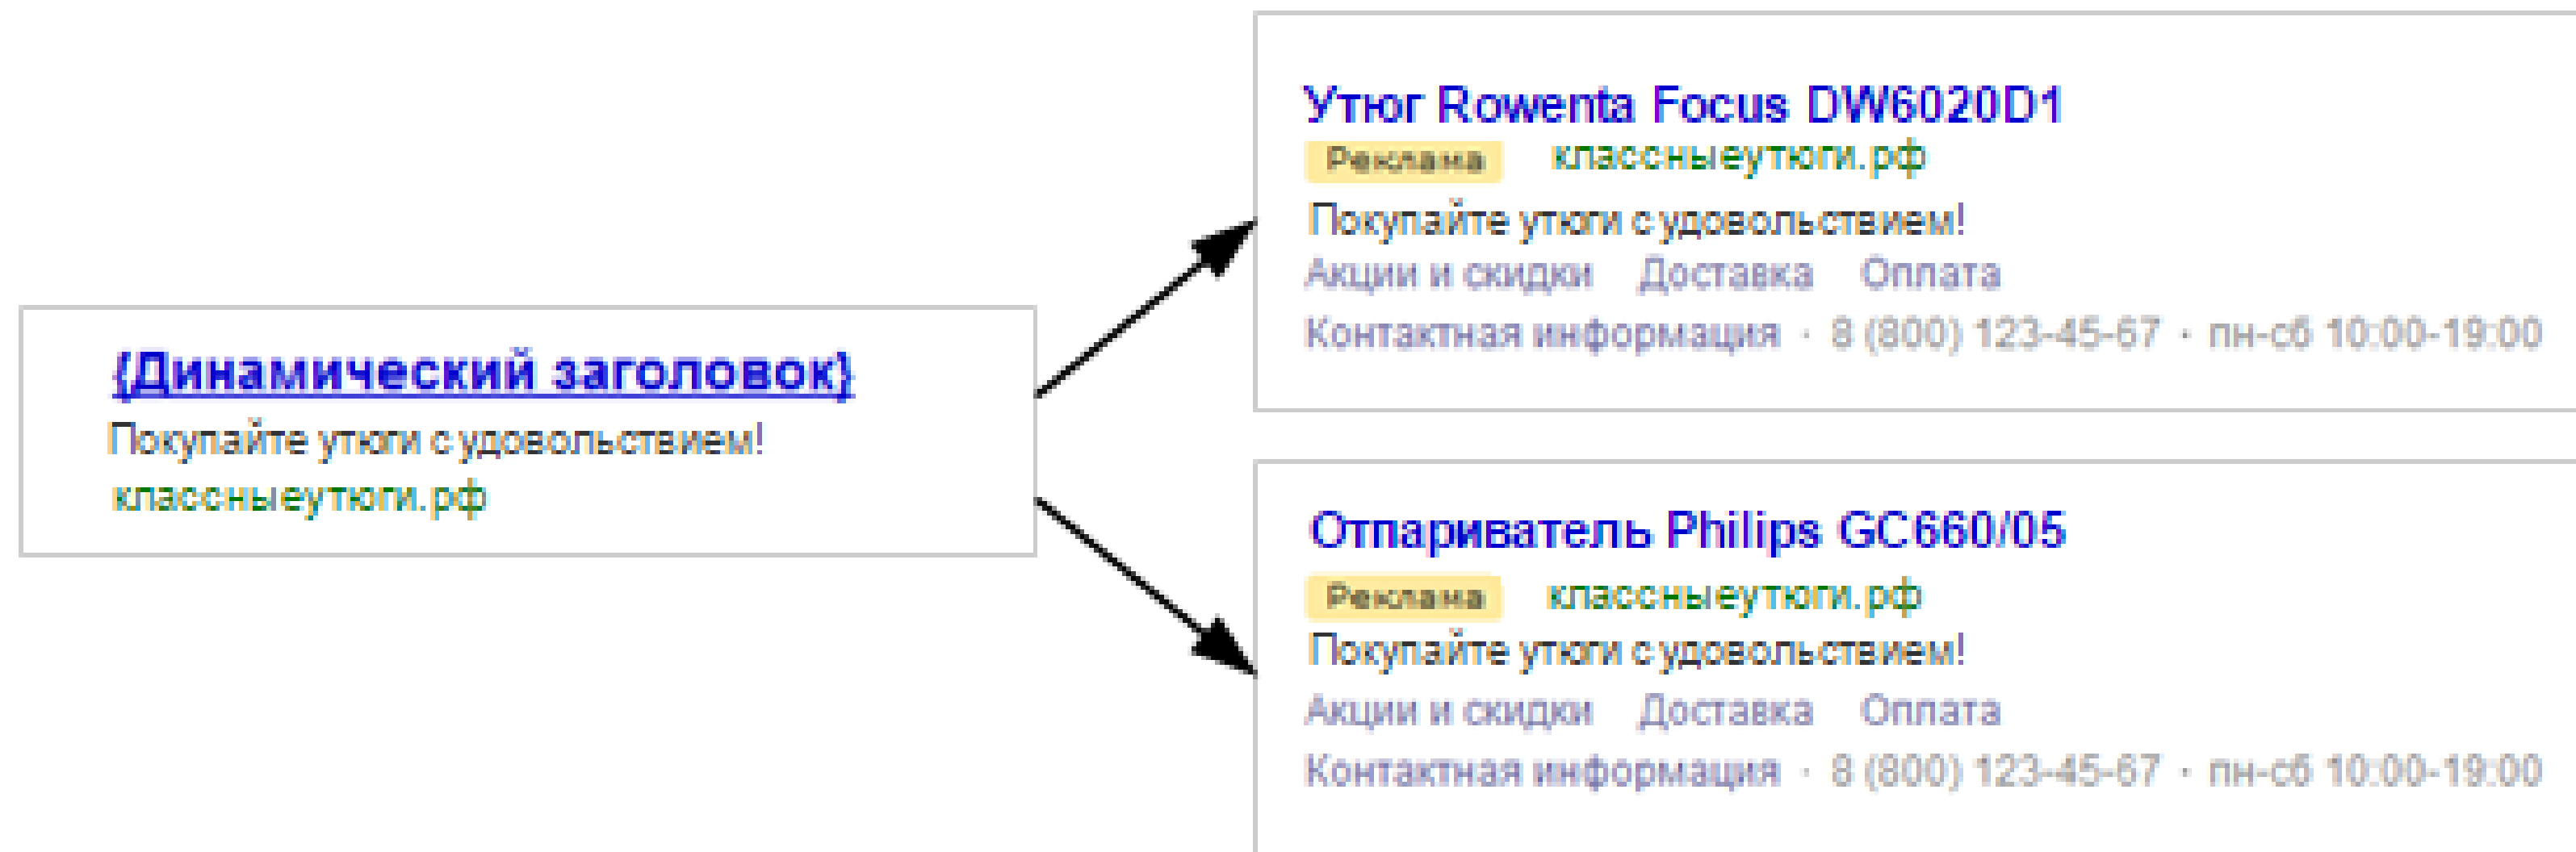 {Динамический заголовок}
Покупайте утюги с удовольствием!
классныеутюги.рф
Утюг Rowenta Focus DW6020D1
Реклама классныеутюги.рф
Покупайте утюги с удовольствием!
Акции и скидки Доставка Оплата
Контактная информация · 8 (800) 123-45-67 · пн-сб 10:00-19:00
Отпариватель Philips GC660/05
Реклама классныеутюги.рф
Покупайте утюги с удовольствием!
Акции и скидки Доставка Оплата
Контактная информация · 8 (800) 123-45-67 · пн-сб 10:00-19:00